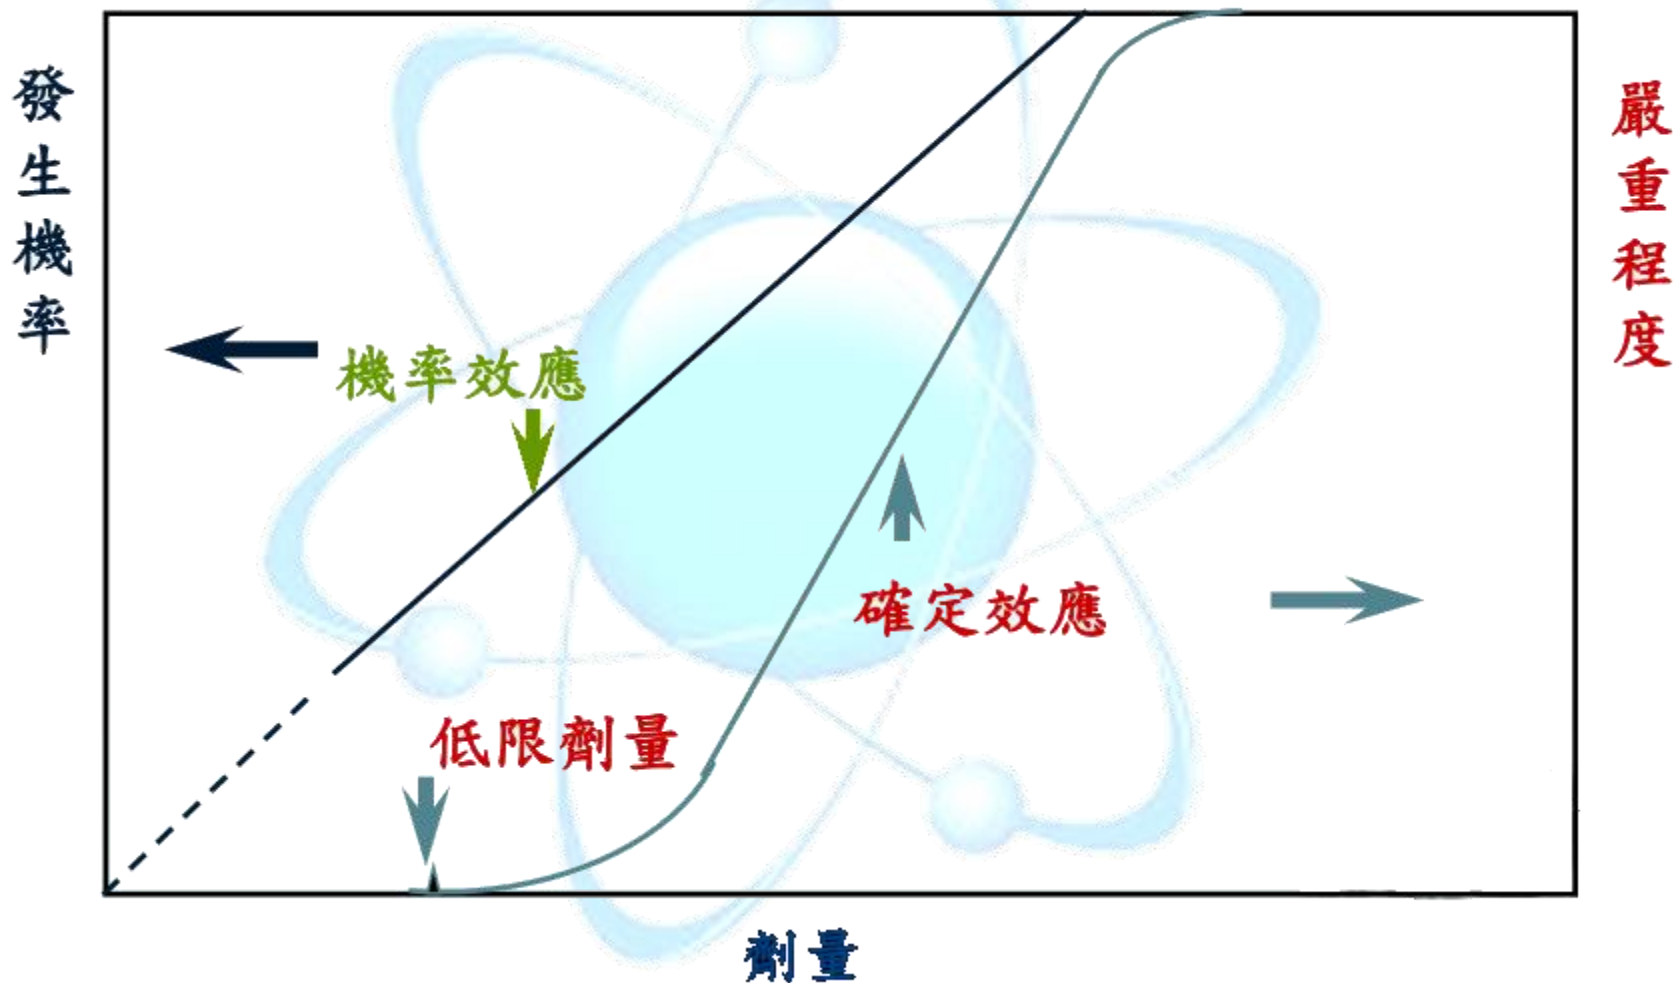 發生機率
嚴重程度
機率效應
確定效應
低限劑量
劑量